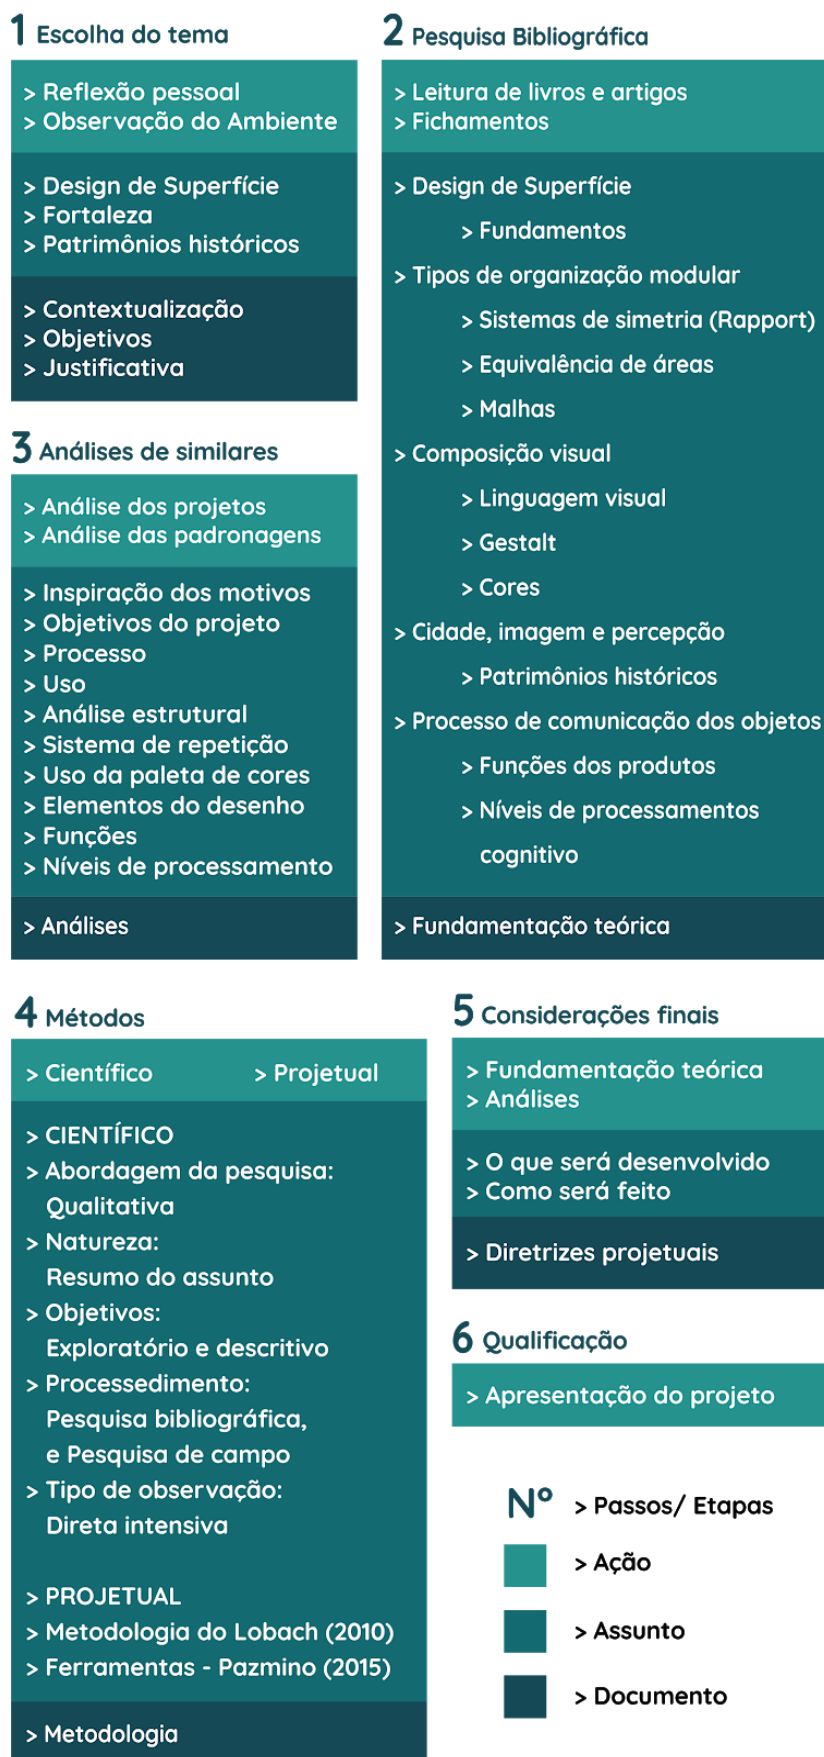 1 Escolha do tema
> Reflexão pessoal
> Observação do Ambiente
> Design de Superfície
> Fortaleza
> Patrimônios históricos
> Contextualização
> Objetivos
> Justificativa
2 Pesquisa Bibliográfica
> Leitura de livros e artigos
> Fichamentos
> Design de Superfície
> Fundamentos
> Tipos de organização modular
> Sistemas de simetria (Rapport)
> Equivalência de áreas
> Malhas
> Composição visual
> Linguagem visual
> Gestalt
> Cores
> Cidade, imagem e percepção
> Patrimônios históricos
> Processo de comunicação dos objetos
> Funções dos produtos
> Níveis de processamentos
cognitivo
> Fundamentação teórica
3 Análises de similares
> Análise dos projetos
> Análise das padronagens
> Inspiração dos motivos
> Objetivos do projeto
> Processo
> Uso
> Análise estrutural
> Sistema de repetição
> Uso da paleta de cores
> Elementos do desenho
> Funções
> Níveis de processamento
> Análises
4 Métodos
> Científico > Projetual
> CIENTÍFICO
> Abordagem da pesquisa:
Qualitativa
> Natureza:
Resumo do assunto
> Objetivos:
Exploratório e descritivo
> Processedimento:
Pesquisa bibliográfica,
e Pesquisa de campo
> Tipo de observação:
Direta intensiva
> PROJETUAL
> Metodologia do Lobach (2010)
> Ferramentas - Pazmino (2015)
> Metodologia
5 Considerações finais
> Fundamentação teórica
> Análises
> O que será desenvolvido
> Como será feito
> Diretrizes projetuais
6 Qualificação
> Apresentação do projeto
Nº > Passos/ Etapas
> Ação
> Assunto
> Documento